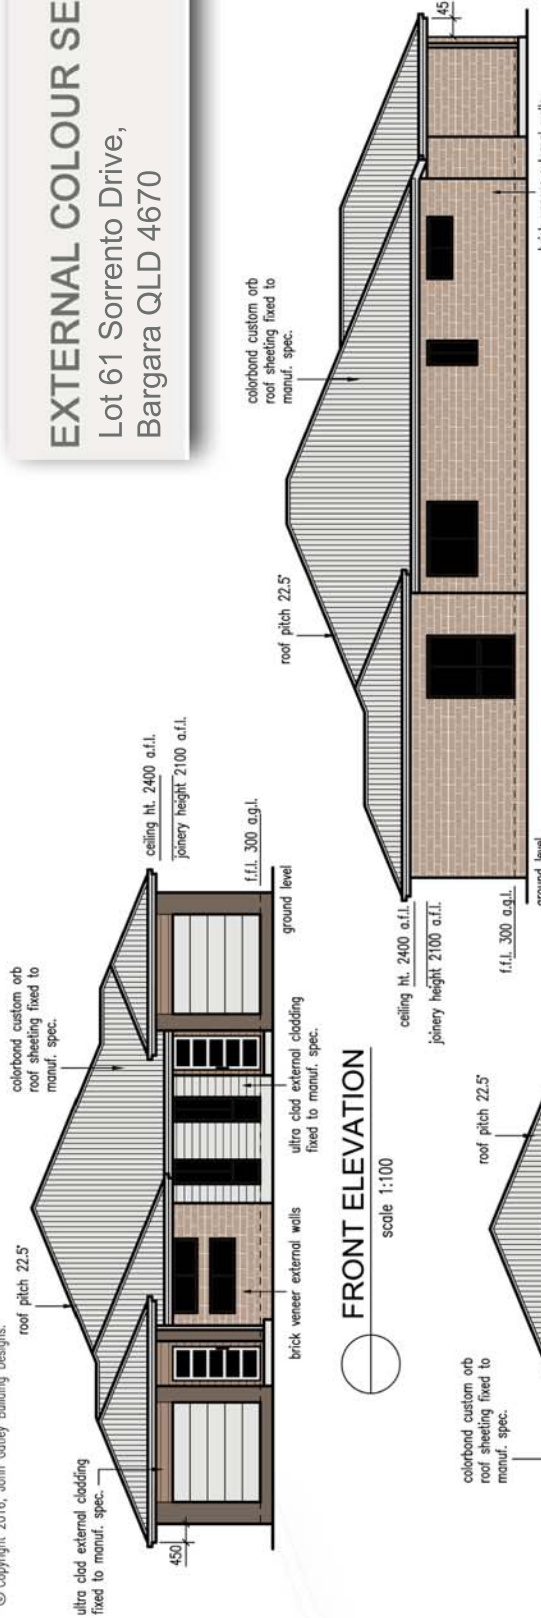 EXTERNAL COLOUR SE
Lot 61 Sorrento Drive,
Bargara QLD 4670
© Copyright 2016, John Gatley Building Designs.
roof pitch 22.5°
colorbond custom orb
roof sheeting fixed to
manuf. spec.
ceiling ht. 2400 a.f.l.
joinery height 2100 a.f.l.
f.f.l. 300 a.g.l.
ground level
ultra clad external cladding
fixed to manuf. spec.
450
brick veneer external walls
ultra clad external cladding
fixed to manuf. spec.
FRONT ELEVATION
scale 1:100
roof pitch 22.5°
colorbond custom orb
roof sheeting fixed to
manuf. spec.
45
ceiling ht. 2400 a.f.l.
joinery height 2100 a.f.l.
f.f.l. 300 a.g.l.
ground level
colorbond custom orb
roof sheeting fixed to
manuf. spec.
roof pitch 22.5°